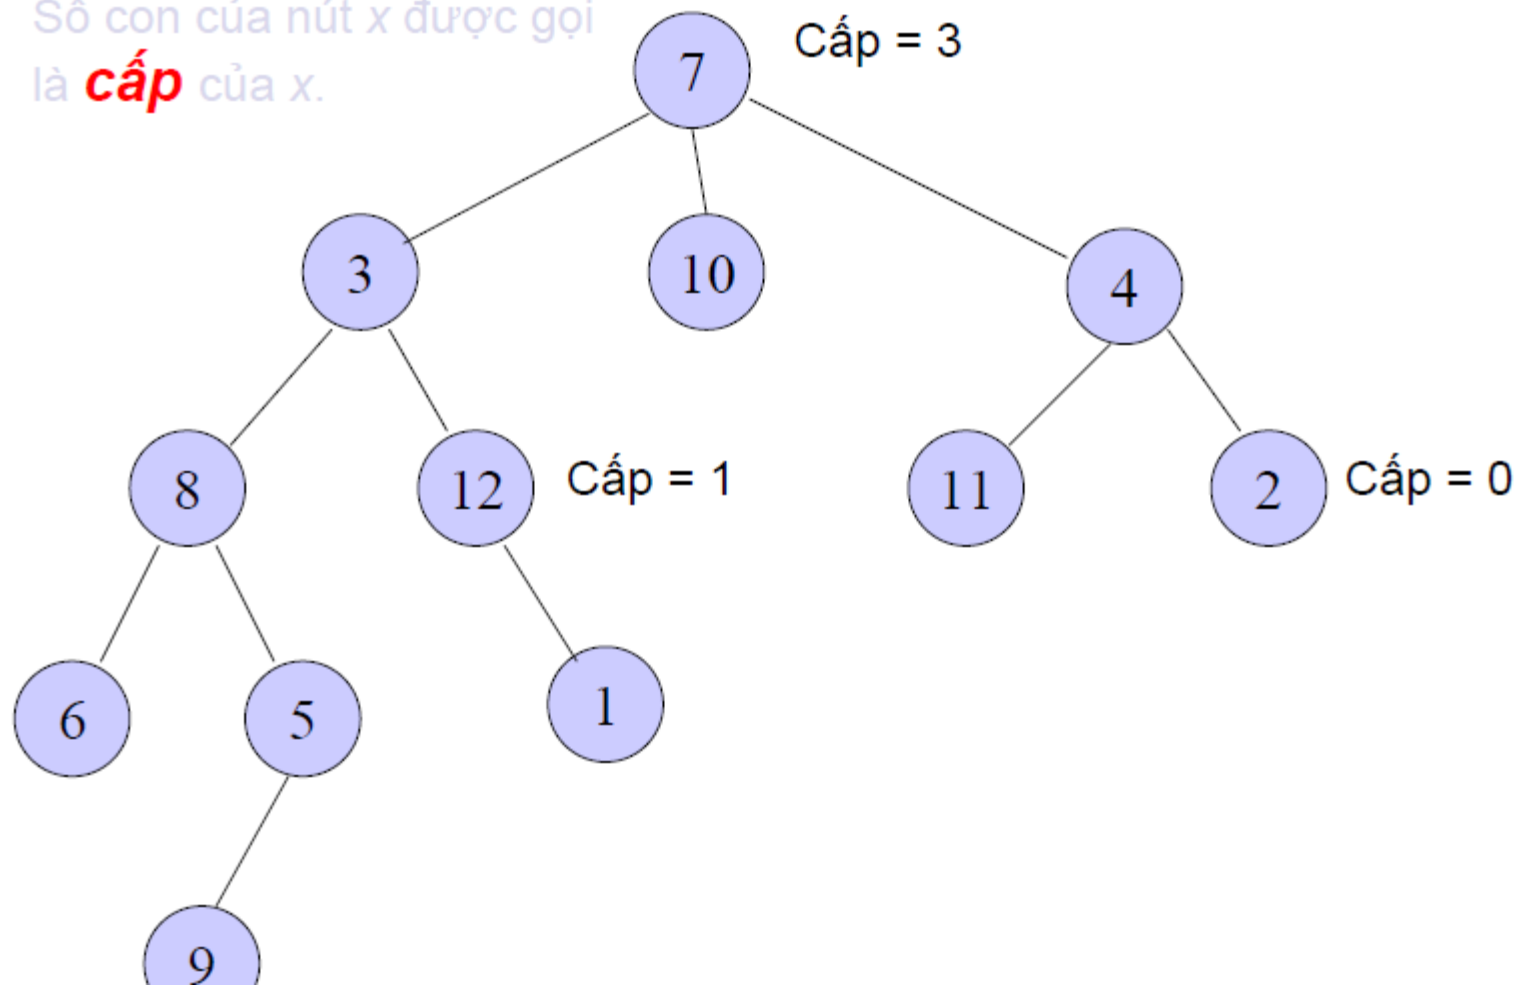 Số con của nút x được gọi
là cấp của x.
7
Cấp = 3
3
10
4
8
12
Cấp = 1
11
2
Cấp = 0
6
5
1
9